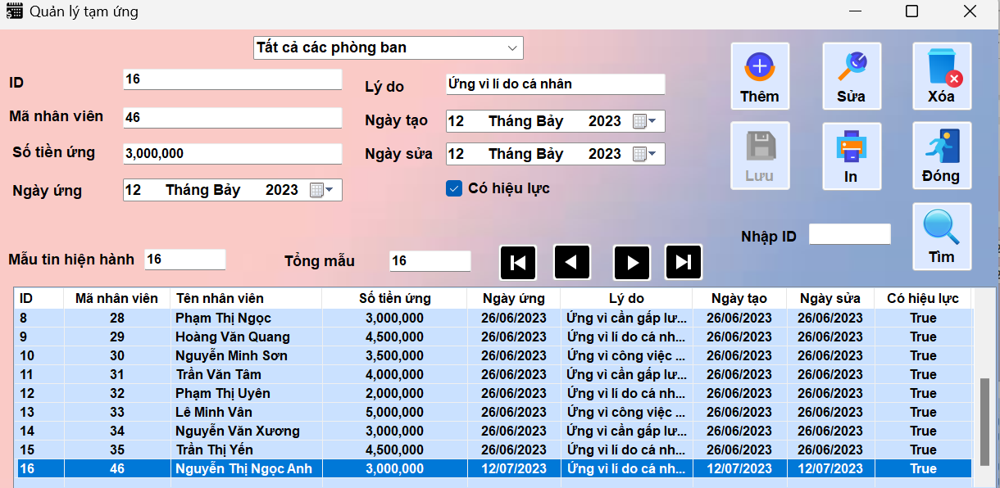 Quản lý tạm ứng
Tất cả các phòng ban
ID 16
Mã nhân viên 46
Số tiền ứng 3,000,000
Ngày ứng 12 Tháng Bảy 2023
Lý do Ứng vì lí do cá nhân
Ngày tạo 12 Tháng Bảy 2023
Ngày sửa 12 Tháng Bảy 2023
Có hiệu lực
Thêm Sửa Xóa
Lưu In Đóng
Nhập ID
Tìm
Mẫu tin hiện hành 16 Tổng mẫu 16
ID Mã nhân viên Tên nhân viên Số tiền ứng Ngày ứng Lý do Ngày tạo Ngày sửa Có hiệu lực
8 28 Phạm Thị Ngọc 3,000,000 26/06/2023 Ứng vì cần gấp lư... 26/06/2023 26/06/2023 True
9 29 Hoàng Văn Quang 4,500,000 26/06/2023 Ứng vì lí do cá nh... 26/06/2023 26/06/2023 True
10 30 Nguyễn Minh Sơn 3,500,000 26/06/2023 Ứng vì công việc ... 26/06/2023 26/06/2023 True
11 31 Trần Văn Tâm 4,000,000 26/06/2023 Ứng vì cần gấp lư... 26/06/2023 26/06/2023 True
12 32 Phạm Thị Uyên 2,000,000 26/06/2023 Ứng vì lí do cá nh... 26/06/2023 26/06/2023 True
13 33 Lê Minh Vân 5,000,000 26/06/2023 Ứng vì công việc ... 26/06/2023 26/06/2023 True
14 34 Nguyễn Văn Xương 3,000,000 26/06/2023 Ứng vì cần gấp lư... 26/06/2023 26/06/2023 True
15 35 Trần Thị Yến 4,500,000 26/06/2023 Ứng vì lí do cá nh... 26/06/2023 26/06/2023 True
16 46 Nguyễn Thị Ngọc Anh 3,000,000 12/07/2023 Ứng vì lí do cá nh... 12/07/2023 12/07/2023 True